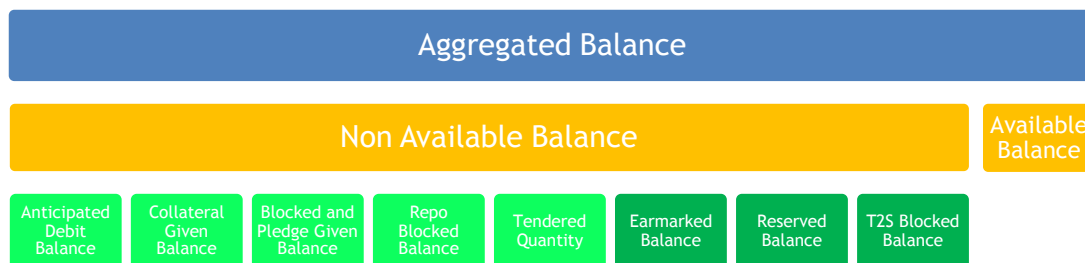 Aggregated Balance
Non Available Balance
Available
Balance
Anticipated
Debit
Balance
Collateral
Given
Balance
Blocked and
Pledge Given
Balance
Repo
Blocked
Balance
Tendered
Quantity
Earmarked
Balance
Reserved
Balance
T2S Blocked
Balance